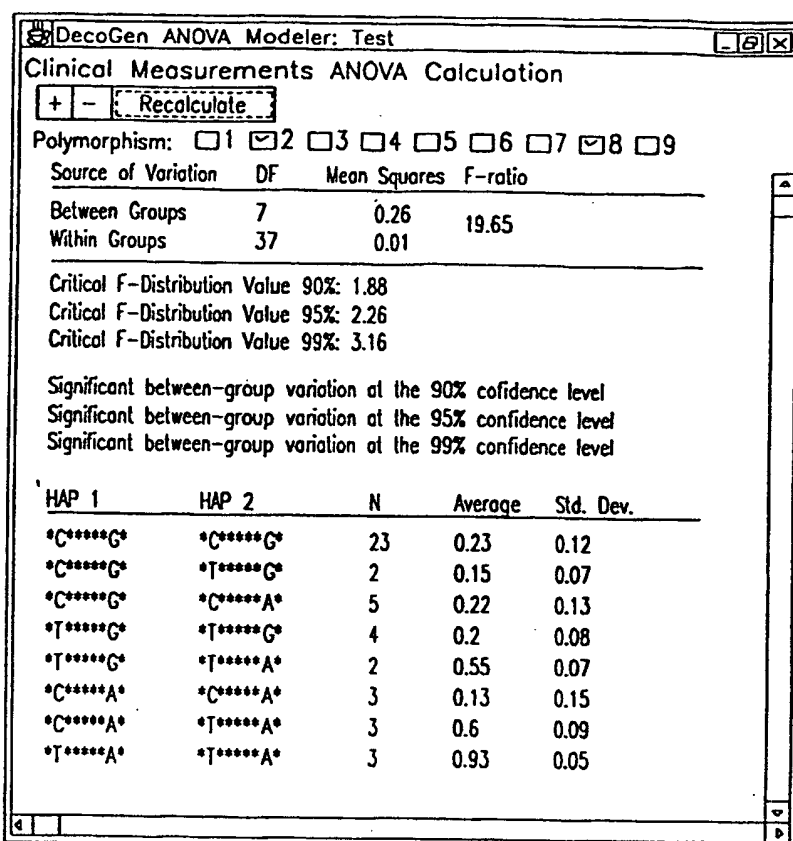 DecoGen ANOVA Modeler: Test
Clinical Measurements ANOVA Calculation
+ - Recalculate
Polymorphism: 1 2 3 4 5 6 7 8 9
Source of Variation DF Mean Squares F-ratio
Between Groups 7 0.26 19.65
Within Groups 37 0.01
Critical F-Distribution Value 90%: 1.88
Critical F-Distribution Value 95%: 2.26
Critical F-Distribution Value 99%: 3.16
Significant between-group variation at the 90% cofidence level
Significant between-group variation at the 95% confidence level
Significant between-group variation at the 99% confidence level
HAP 1 HAP 2 N Average Std. Dev.
*C*****G* *C*****G* 23 0.23 0.12
*C*****G* *T*****G* 2 0.15 0.07
*C*****G* *C*****A* 5 0.22 0.13
*T*****G* *T*****G* 4 0.2 0.08
*T*****G* *T*****A* 2 0.55 0.07
*C*****A* *C*****A* 3 0.13 0.15
*C*****A* *T*****A* 3 0.6 0.09
*T*****A* *T*****A* 3 0.93 0.05